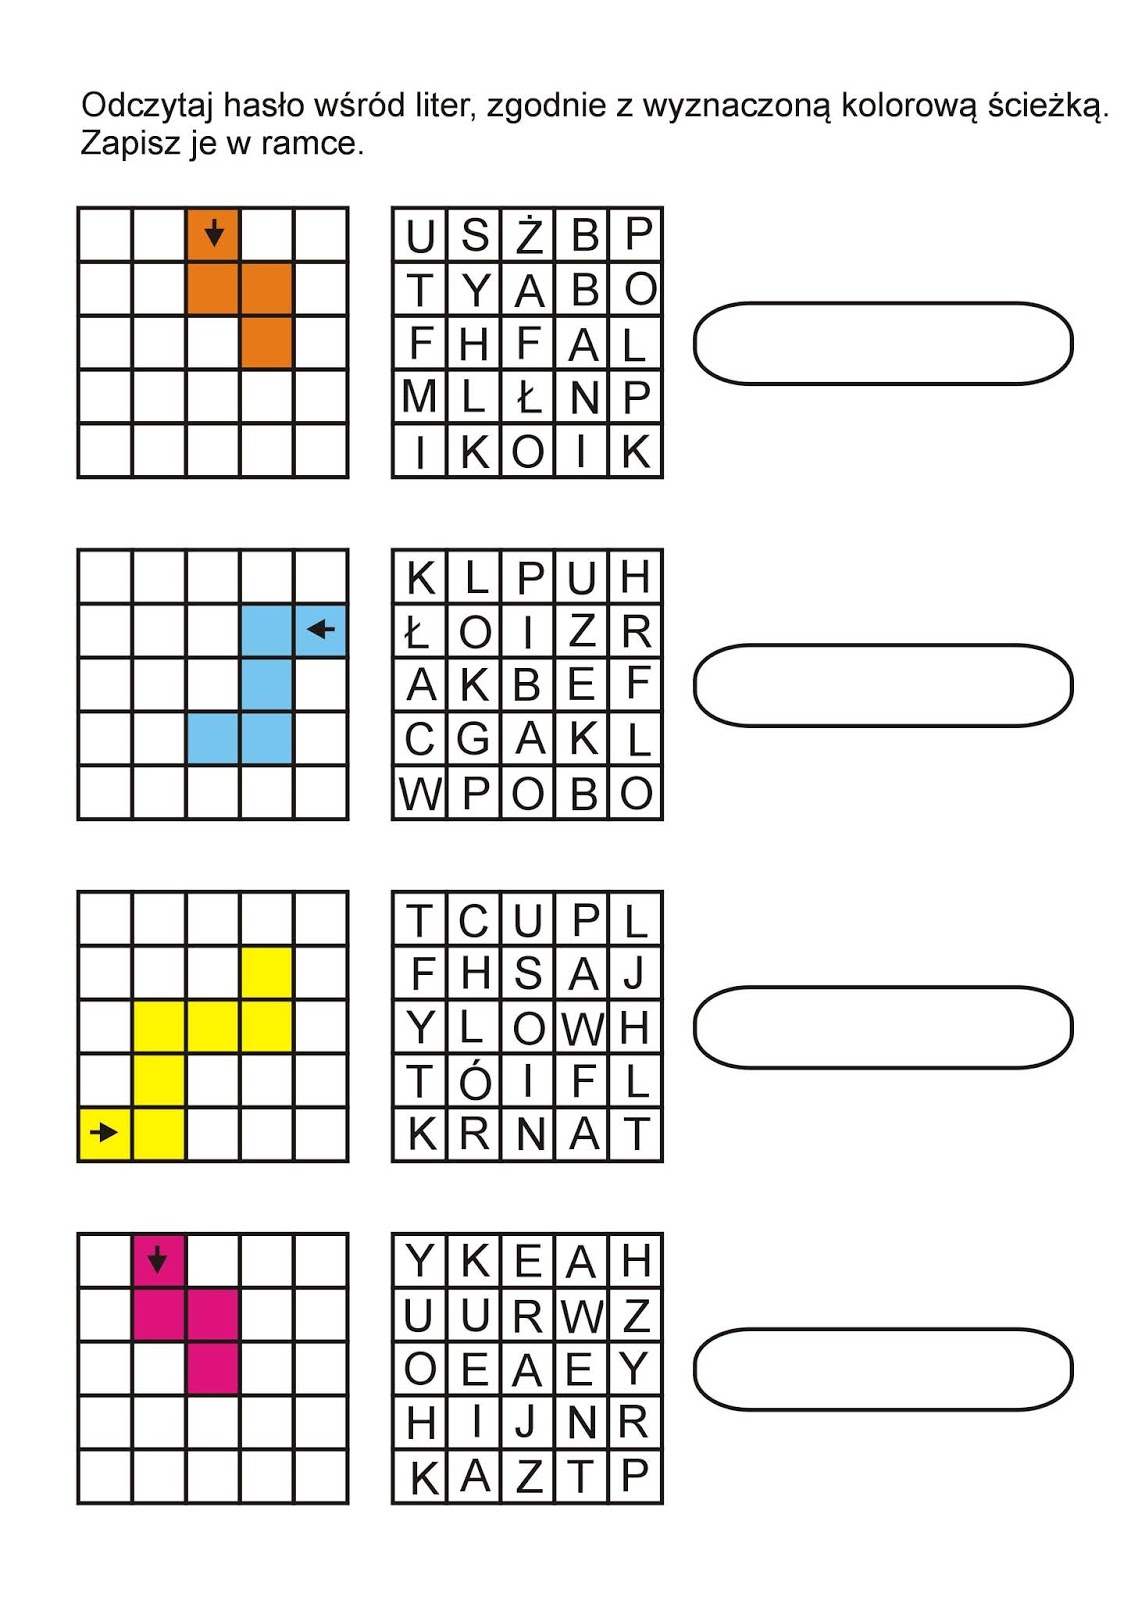 Odczytaj hasło wśród liter, zgodnie z wyznaczoną kolorową ścieżką.
Zapisz je w ramce.
U S Ż B P
T Y A B O
F H F A L
M L Ł N P
I K O I K
K L P U H
Ł O I Z R
A K B E F
C G A K L
W P O B O
T C U P L
F H S A J
Y L O W H
T Ó I F L
K R N A T
Y K E A H
U U R W Z
O E A E Y
H I J N R
K A Z T P